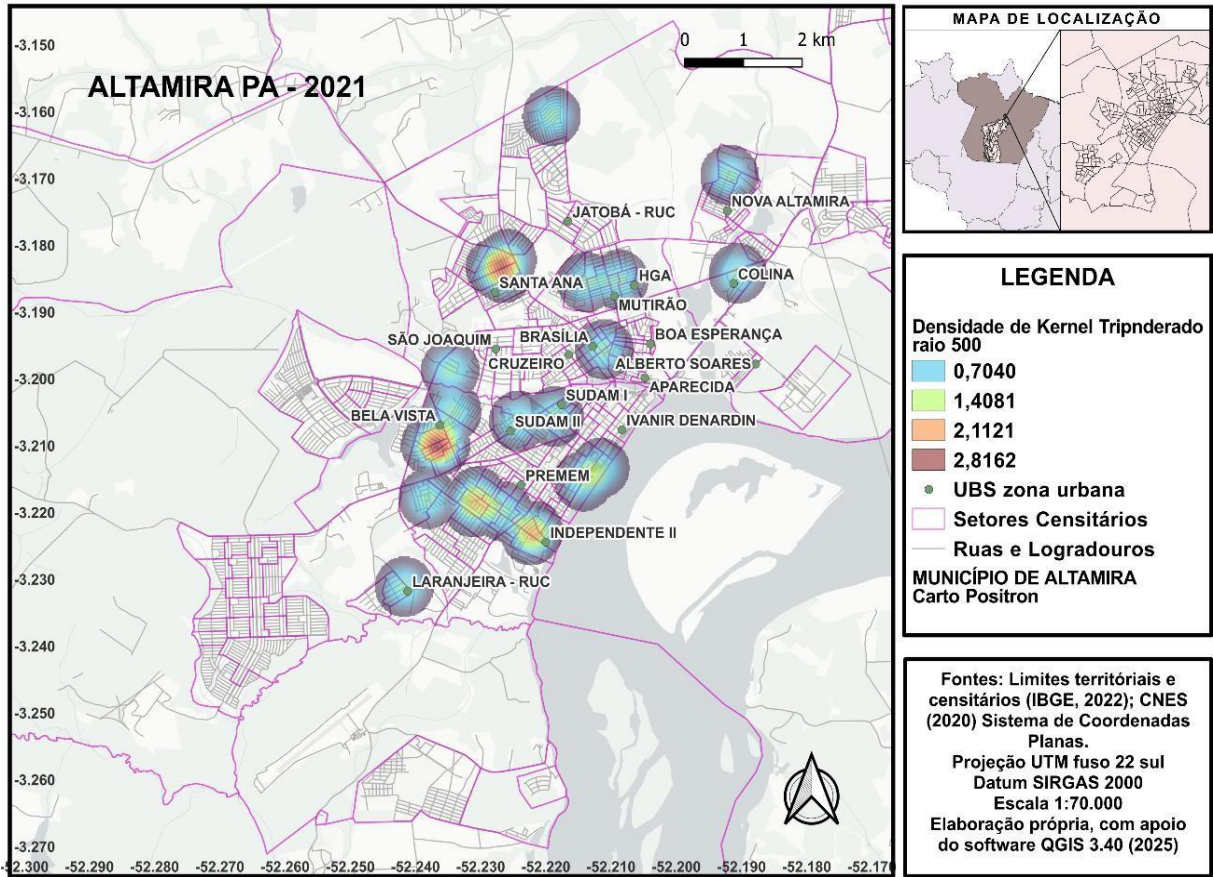 ALTAMIRA PA - 2021
0 1 2 km
-3.150
-3.160
-3.170
-3.180
-3.190
-3.200
-3.210
-3.220
-3.230
-3.240
-3.250
-3.260
-3.270
-52.300 -52.290 -52.280 -52.270 -52.260 -52.250 -52.240 -52.230 -52.220 -52.210 -52.200 -52.190 -52.180 -52.170
NOVA ALTAMIRA
JATOBÁ - RUC
SANTA ANA
HGA
COLINA
MUTIRÃO
SÃO JOAQUIM
BRASÍLIA
BOA ESPERANÇA
CRUZEIRO
ALBERTO SOARES
APARECIDA
SUDAM I
BELA VISTA
SUDAM II
IVANIR DENARDIN
PREMEM
INDEPENDENTE II
LARANJEIRA - RUC
MAPA DE LOCALIZAÇÃO
LEGENDA
Densidade de Kernel Tripnderado
raio 500
0,7040
1,4081
2,1121
2,8162
UBS zona urbana
Setores Censitários
Ruas e Logradouros
MUNICÍPIO DE ALTAMIRA
Carto Positron
Fontes: Limites territóriais e
censitários (IBGE, 2022); CNES
(2020) Sistema de Coordenadas
Planas.
Projeção UTM fuso 22 sul
Datum SIRGAS 2000
Escala 1:70.000
Elaboração própria, com apoio
do software QGIS 3.40 (2025)